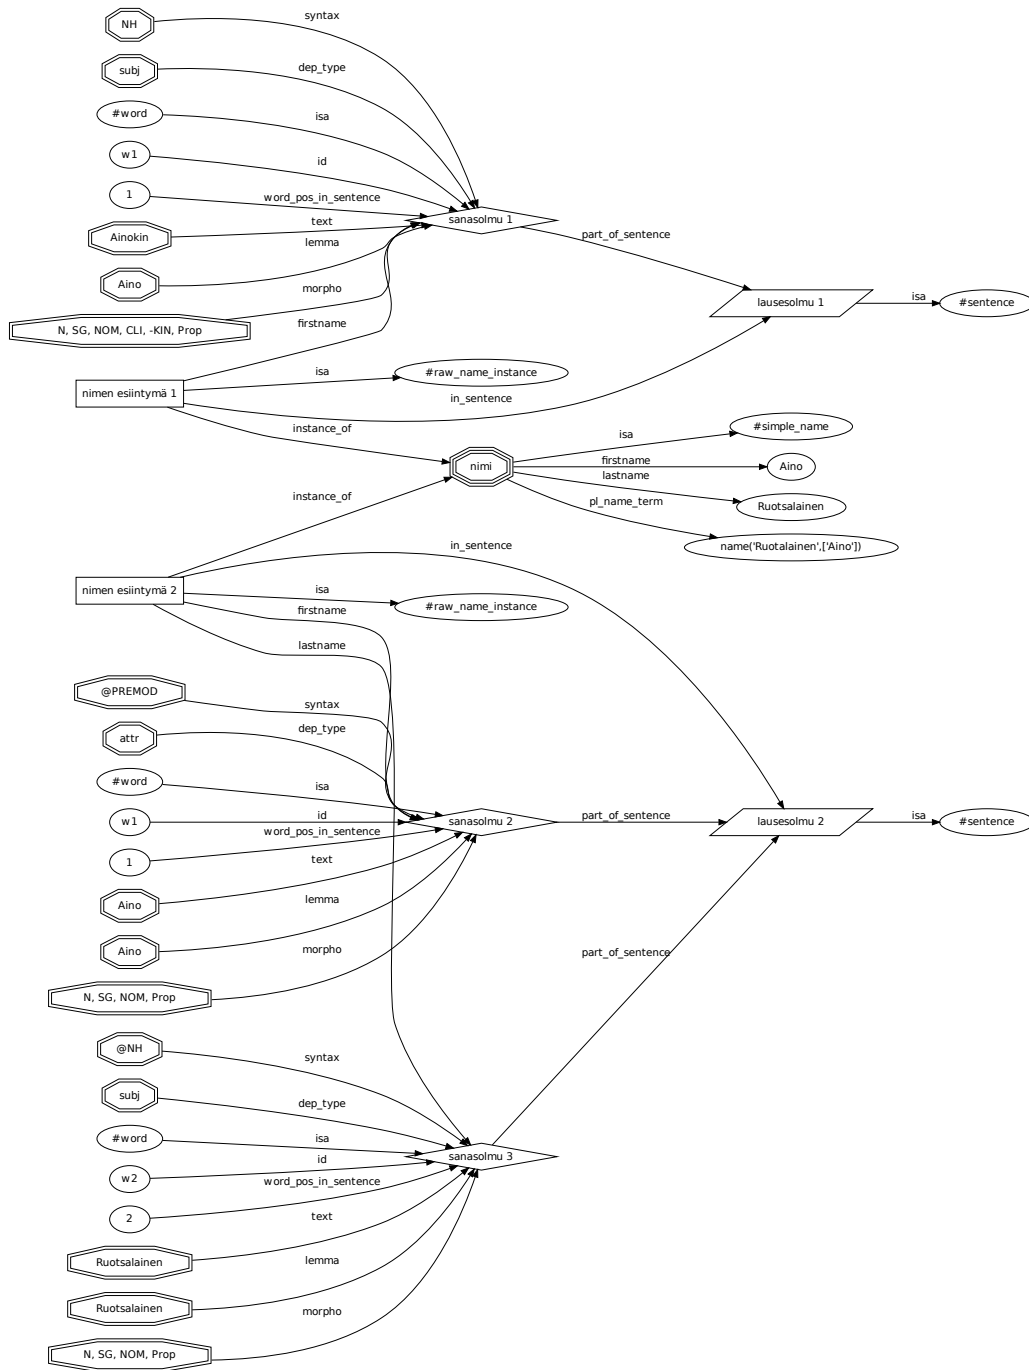 NH
syntax
subj
dep_type
#word
isa
w1
id
1
word_pos_in_sentence
sanasolmu 1
Ainokin
text
part_of_sentence
Aino
lemma
N, SG, NOM, CLI, -KIN, Prop
morpho
lausesolmu 1
isa
#sentence
firstname
nimen esiintymä 1
isa
#raw_name_instance
in_sentence
instance_of
nimi
isa
#simple_name
firstname
Aino
lastname
Ruotsalainen
pl_name_term
name('Ruotalainen',['Aino'])
instance_of
in_sentence
nimen esiintymä 2
isa
#raw_name_instance
firstname
lastname
@PREMOD
syntax
attr
dep_type
#word
isa
w1
id
sanasolmu 2
part_of_sentence
lausesolmu 2
isa
#sentence
1
word_pos_in_sentence
Aino
text
Aino
lemma
N, SG, NOM, Prop
morpho
part_of_sentence
@NH
syntax
subj
dep_type
#word
isa
sanasolmu 3
w2
id
2
word_pos_in_sentence
Ruotsalainen
text
Ruotsalainen
lemma
N, SG, NOM, Prop
morpho